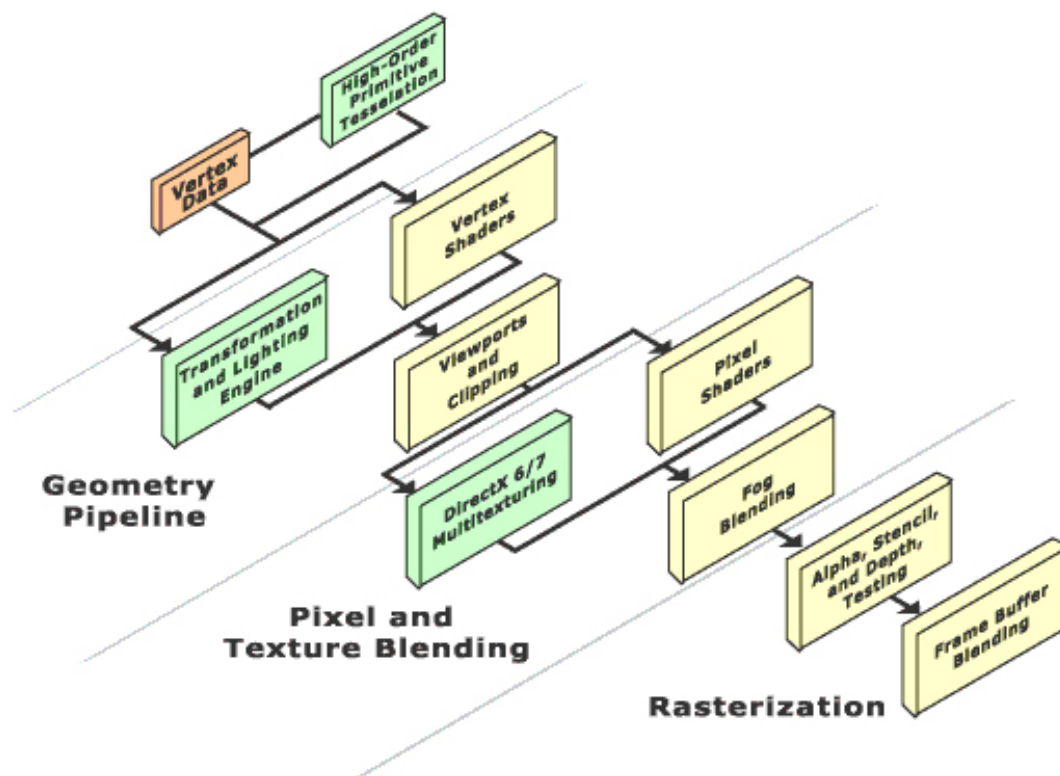 High-Order
Primitive
Tesselation
Vertex
Data
Vertex
Shaders
Transformation
and Lighting
Engine
Viewports
and
Clipping
Pixel
Shaders
Geometry
Pipeline
DirectX 6/7
Multitexturing
Fog
Blending
Alpha, Stencil,
and Depth,
Testing
Frame Buffer
Blending
Pixel and
Texture Blending
Rasterization